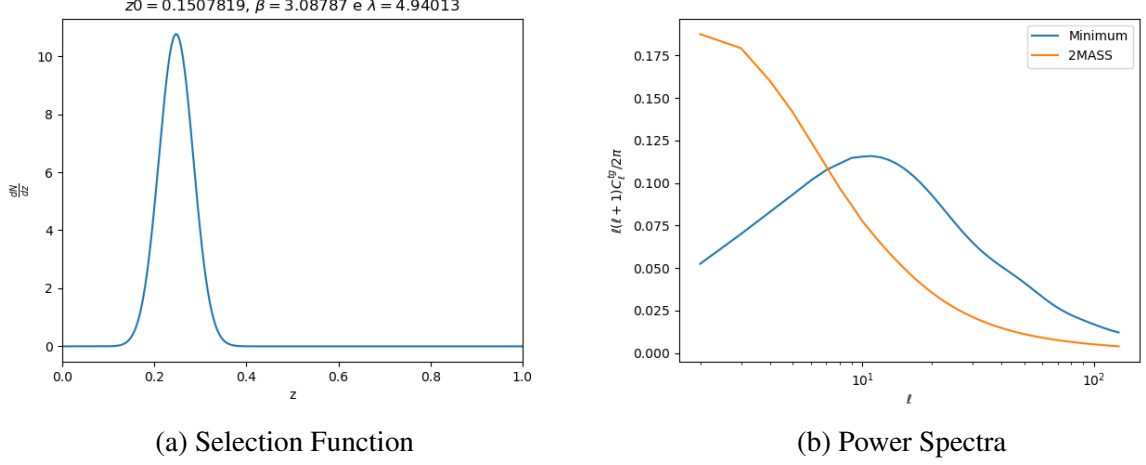 z0 = 0.1507819, β = 3.08787 e λ = 4.94013
10
8
6
4
2
0
dN/dz
0.0 0.2 0.4 0.6 0.8 1.0
z
(a) Selection Function
0.175
0.150
0.125
0.100
0.075
0.050
0.025
0.000
ℓ(ℓ + 1)C_ℓ^{tg}/2π
Minimum
2MASS
10^1 10^2
ℓ
(b) Power Spectra